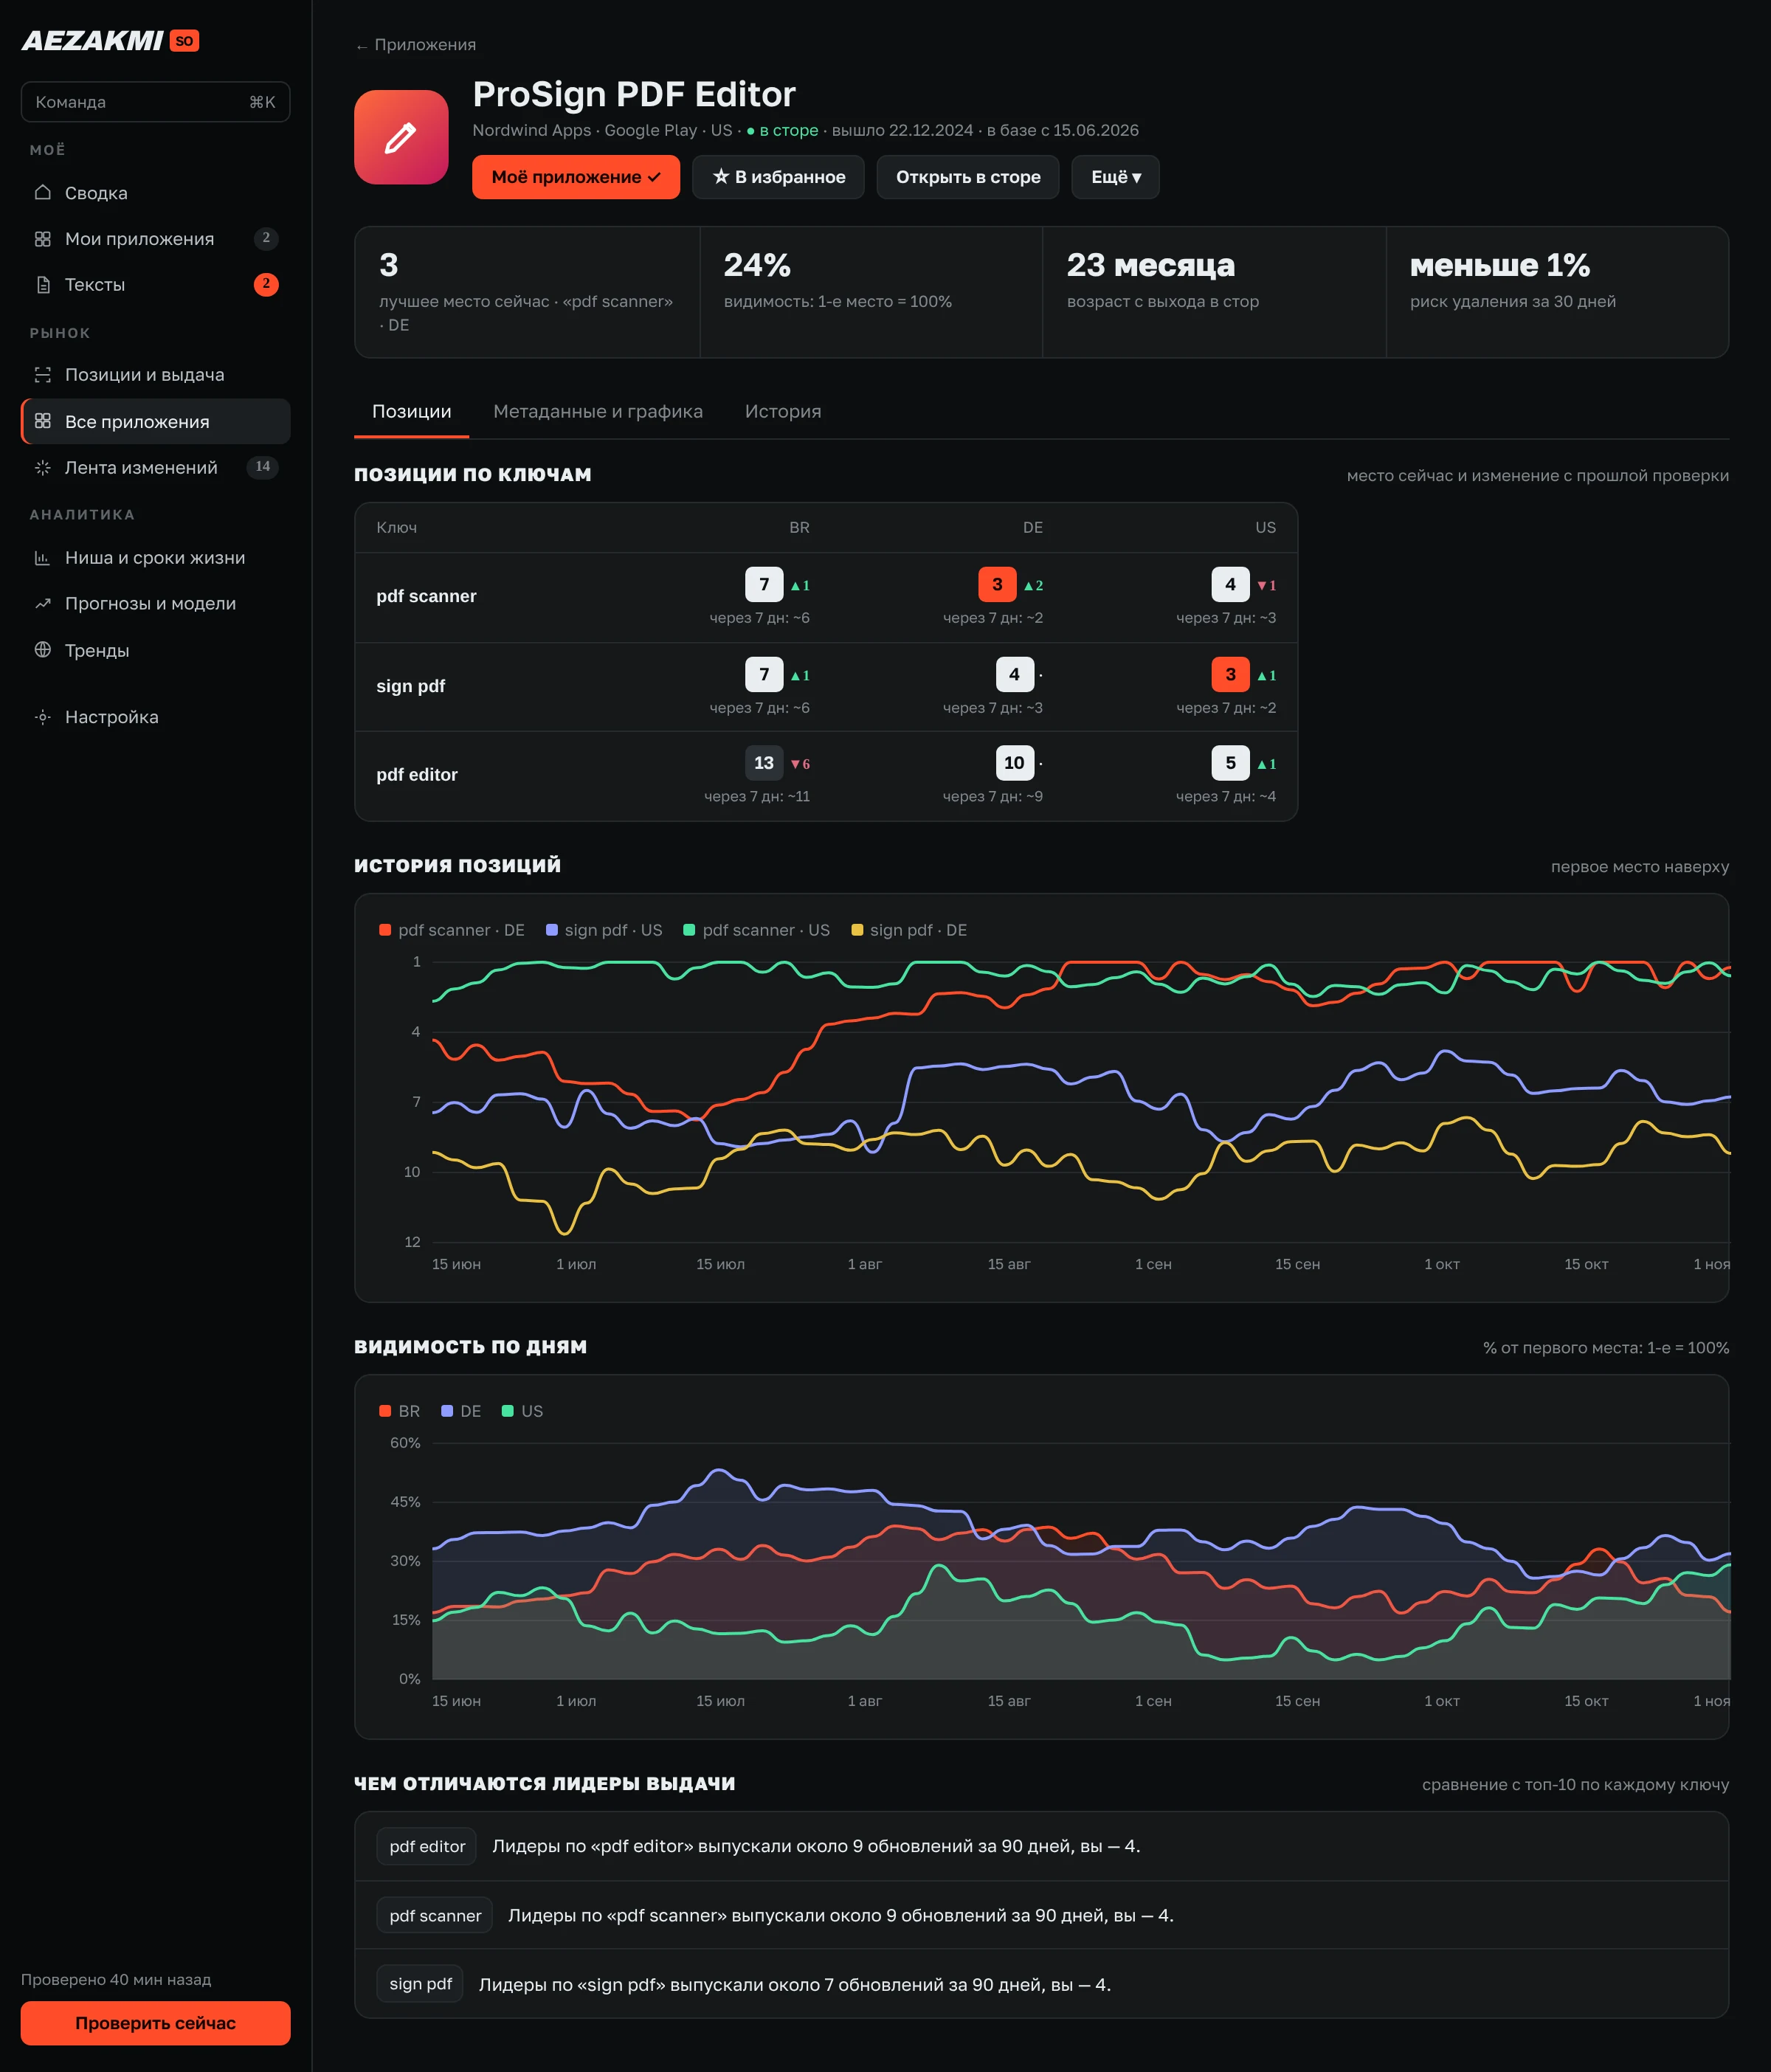 AEZAKMI SO
Команда ⌘K
МОЁ
Сводка
Мои приложения 2
Тексты 2
РЫНОК
Позиции и выдача
Все приложения
Лента изменений 14
АНАЛИТИКА
Ниша и сроки жизни
Прогнозы и модели
Тренды
Настройка
Проверено 40 мин назад
Проверить сейчас
← Приложения
ProSign PDF Editor
Nordwind Apps · Google Play · US · ● в сторе · вышло 22.12.2024 · в базе с 15.06.2026
Моё приложение ✓
☆ В избранное
Открыть в сторе
Ещё ▾
3
лучшее место сейчас · «pdf scanner»
· DE
24%
видимость: 1-е место = 100%
23 месяца
возраст с выхода в стор
меньше 1%
риск удаления за 30 дней
Позиции Метаданные и графика История
ПОЗИЦИИ ПО КЛЮЧАМ
место сейчас и изменение с прошлой проверки
Ключ BR DE US
pdf scanner
7 ▲1 3 ▲2 4 ▼1
через 7 дн: ~6 через 7 дн: ~2 через 7 дн: ~3
sign pdf
7 ▲1 4 · 3 ▲1
через 7 дн: ~6 через 7 дн: ~3 через 7 дн: ~2
pdf editor
13 ▼6 10 · 5 ▲1
через 7 дн: ~11 через 7 дн: ~9 через 7 дн: ~4
ИСТОРИЯ ПОЗИЦИЙ
первое место наверху
pdf scanner · DE sign pdf · US pdf scanner · US sign pdf · DE
1
4
7
10
12
15 июн 1 июл 15 июл 1 авг 15 авг 1 сен 15 сен 1 окт 15 окт 1 ноя
ВИДИМОСТЬ ПО ДНЯМ
% от первого места: 1-е = 100%
BR DE US
60%
45%
30%
15%
0%
15 июн 1 июл 15 июл 1 авг 15 авг 1 сен 15 сен 1 окт 15 окт 1 ноя
ЧЕМ ОТЛИЧАЮТСЯ ЛИДЕРЫ ВЫДАЧИ
сравнение с топ-10 по каждому ключу
pdf editor Лидеры по «pdf editor» выпускали около 9 обновлений за 90 дней, вы — 4.
pdf scanner Лидеры по «pdf scanner» выпускали около 9 обновлений за 90 дней, вы — 4.
sign pdf Лидеры по «sign pdf» выпускали около 7 обновлений за 90 дней, вы — 4.